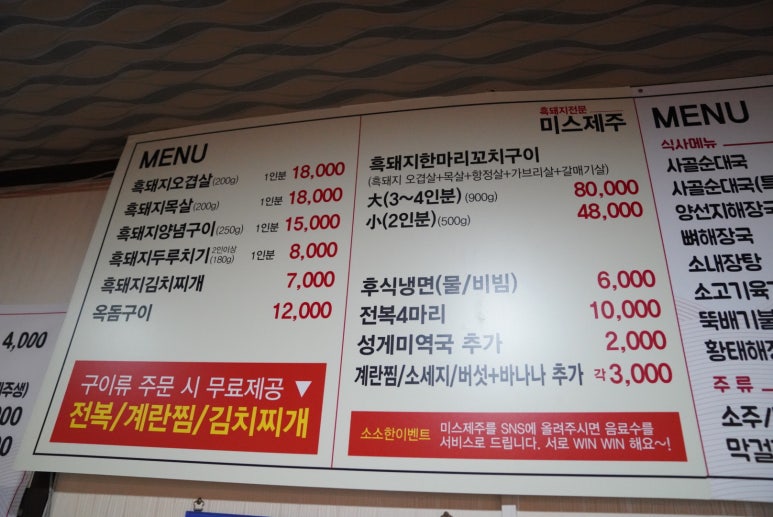 MENU
흑돼지오겹살(200g) 1인분 18,000
흑돼지목살(200g) 1인분 18,000
흑돼지양념구이(250g) 1인분 15,000
흑돼지두루치기 2인이상 (180g) 1인분 8,000
흑돼지김치찌개 7,000
옥돔구이 12,000
구이류 주문 시 무료제공 ▼
전복/계란찜/김치찌개
흑돼지전문
미스제주
흑돼지한마리꼬치구이
(흑돼지 오겹살+목살+항정살+가브리살+갈매기살)
大(3~4인분) (900g) 80,000
小(2인분) (500g) 48,000
후식냉면(물/비빔) 6,000
전복4마리 10,000
성게미역국 추가 2,000
계란찜/소세지/버섯+바나나 추가 각 3,000
소소한이벤트
미스제주를 SNS에 올려주시면 음료수를
서비스로 드립니다. 서로 WIN WIN 해요~!
MENU
식사메뉴
사골순대국
사골순대국(특
양선지해장국
뼈해장국
소내장탕
소고기육
뚝배기불
황태해장
주류
소주/
막걸
4,000
제주생)
000
00